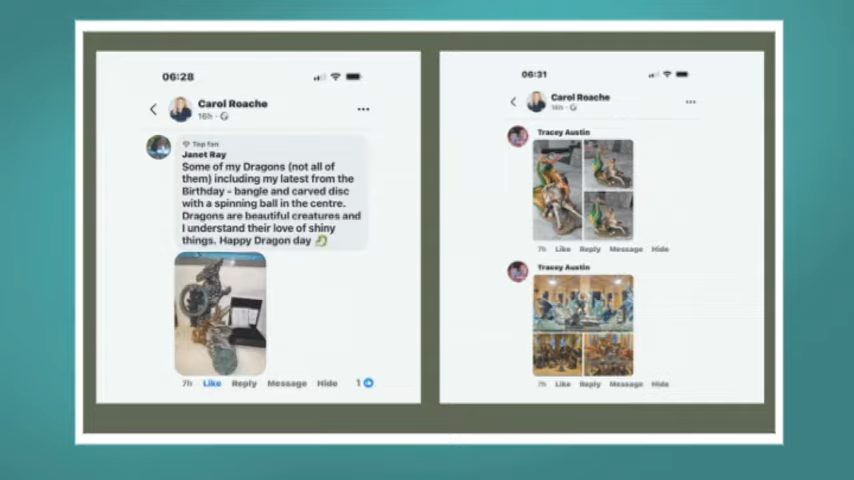 06:28
Carol Roache
16h
Top fan
Janet Ray
Some of my Dragons (not all of
them) including my latest from the
Birthday - bangle and carved disc
with a spinning ball in the centre.
Dragons are beautiful creatures and
I understand their love of shiny
things. Happy Dragon day 🐉
7h Like Reply Message Hide 1
06:31
Carol Roache
Tracey Austin
7h Like Reply Message Hide
Tracey Austin
7h Like Reply Message Hide